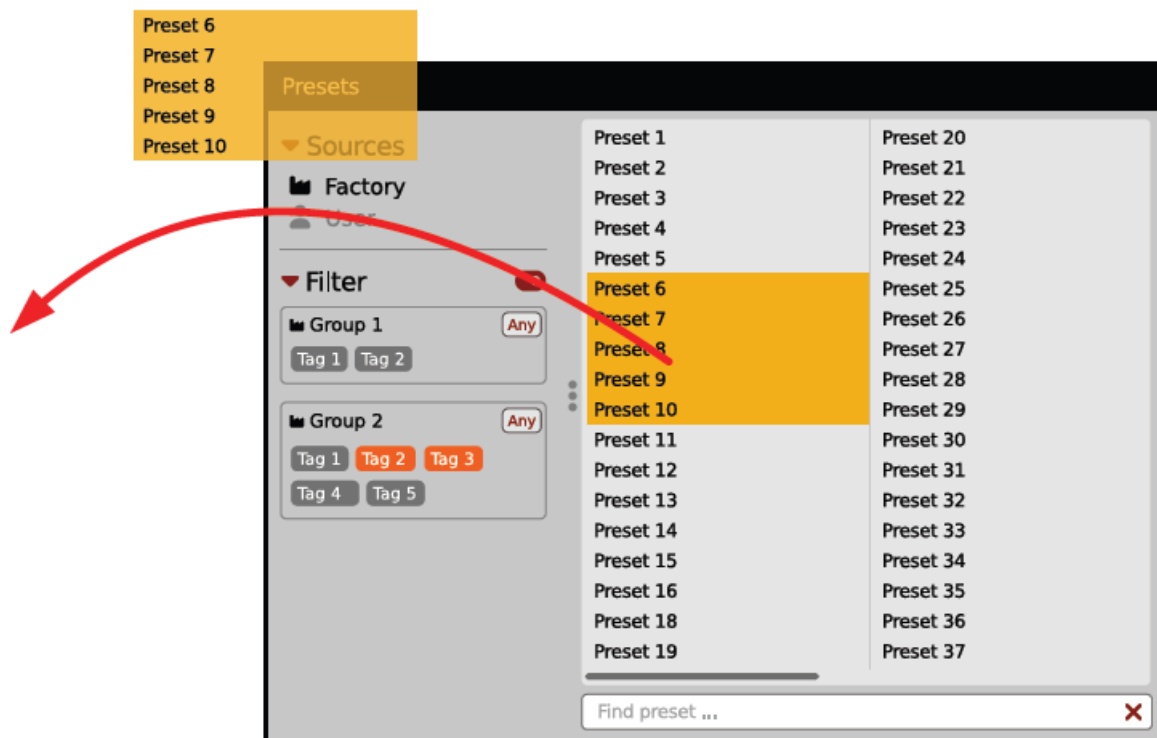 Preset 6
Preset 7
Preset 8
Preset 9
Preset 10
Presets
Sources
Factory
User
Filter
Group 1
Any
Tag 1 Tag 2
Group 2
Any
Tag 1 Tag 2 Tag 3
Tag 4 Tag 5
Preset 1
Preset 2
Preset 3
Preset 4
Preset 5
Preset 6
Preset 7
Preset 8
Preset 9
Preset 10
Preset 11
Preset 12
Preset 13
Preset 14
Preset 15
Preset 16
Preset 18
Preset 19
Preset 20
Preset 21
Preset 22
Preset 23
Preset 24
Preset 25
Preset 26
Preset 27
Preset 28
Preset 29
Preset 30
Preset 31
Preset 32
Preset 33
Preset 34
Preset 35
Preset 36
Preset 37
Find preset ...